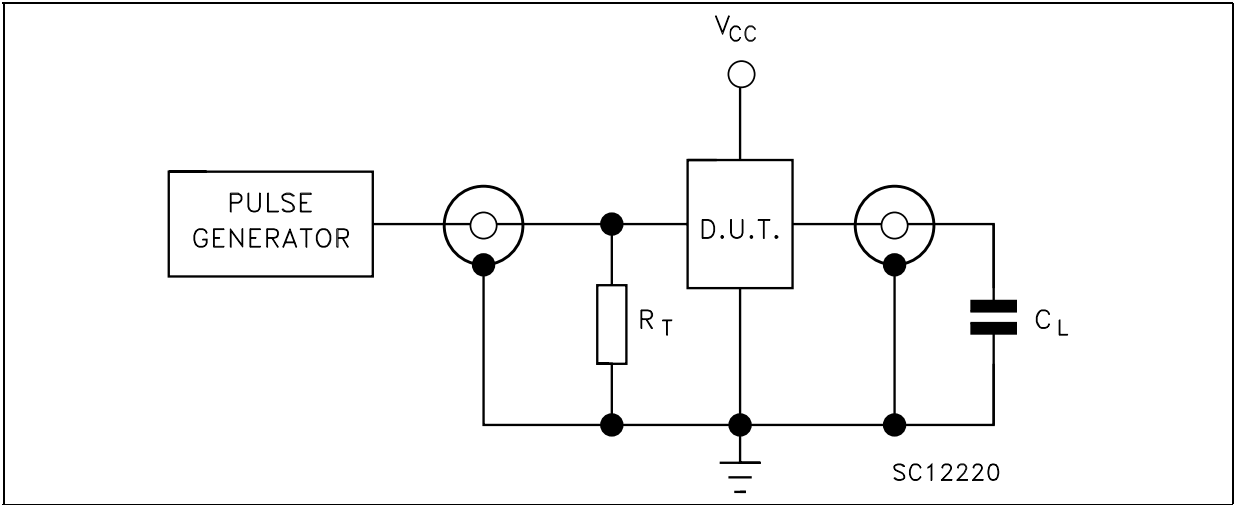 VCC
PULSE
GENERATOR
D.U.T.
RT
CL
SC12220